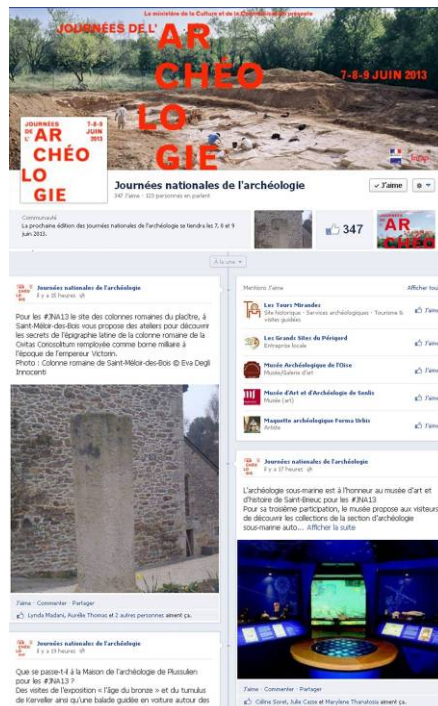 Le ministère de la Culture et de la Communication présente
JOURNÉES DE L'
AR
CHÉO
LO
GIE
7-8-9 JUIN 2013
JOURNÉES
DE
L'
7-8-9
JUIN
2013
AR
CHÉO
LO
GIE
Inrap
Journées nationales de l'archéologie
347 J'aime · 123 personnes en parlent
J'aime
Communauté
La prochaine édition des journées nationales de l'archéologie se tiendra les 7, 8 et 9
juin 2013.
347
AR
CHÉO
À la une
Journées nationales de l'archéologie
Il y a 15 heures
Pour les #JNA13 le site des colonnes romaines du placître, à
Saint-Méloir-des-Bois vous propose des ateliers pour découvrir
les secrets de l'épigraphie latine de la colonne romaine de la
Civitas Coriosolitum remployée comme borne milliaire à
l'époque de l'empereur Victorin.
Photo : Colonne romaine de Saint-Méloir-des-Bois © Eva Degli
Innocenti
J'aime · Commenter · Partager
Lynda Madani, Aurélie Thomas et 2 autres personnes aiment ça.
Journées nationales de l'archéologie
Il y a 19 heures
Que se passe-t-il à la Maison de l'archéologie de Plussulien
pour les #JNA13 ?
Des visites de l'exposition « l'âge du bronze » et du tumulus
de Kerveller ainsi qu'une balade guidée en voiture autour des
Mentions J'aime
Afficher tou
Les Tours Mirandes
Site historique · Services archéologiques · Tourisme &
visites guidées
J'aime
Les Grands Sites du Périgord
Entreprise locale
J'aime
Musée Archéologique de l'Oise
Musée/Galerie d'art
J'aime
Musée d'Art et d'Archéologie de Senlis
Musée (art)
J'aime
Maquette archéologique Forma Urbis
Artiste
J'aime
Journées nationales de l'archéologie
Il y a 17 heures
L'archéologie sous-marine est à l'honneur au musée d'art et
d'histoire de Saint-Brieuc pour les #JNA13
Pour sa troisième participation, le musée propose aux visiteurs
de découvrir les collections de la section d'archéologie
sous-marine auto... Afficher la suite
J'aime · Commenter · Partager
Céline Soret, Julie Cazse et Marylene Thanatosia aiment ça.